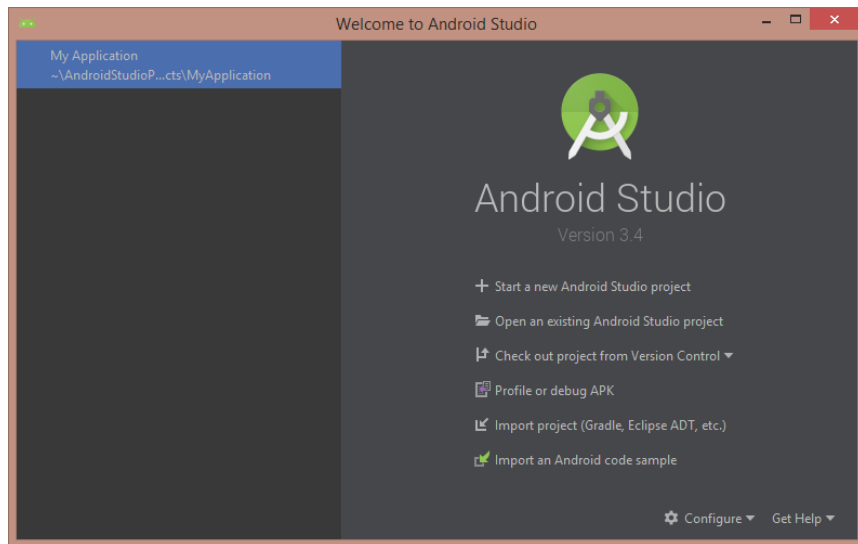 Welcome to Android Studio
My Application
~\AndroidStudioP...cts\MyApplication
Android Studio
Version 3.4
Start a new Android Studio project
Open an existing Android Studio project
Check out project from Version Control
Profile or debug APK
Import project (Gradle, Eclipse ADT, etc.)
Import an Android code sample
Configure Get Help